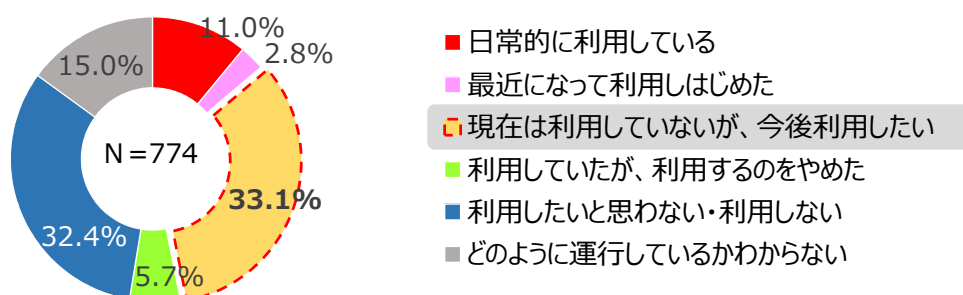 11.0%
2.8%
15.0%
N=774
33.1%
32.4%
5.7%
日常的に利用している
最近になって利用しはじめた
現在は利用していないが、今後利用したい
利用していたが、利用するのをやめた
利用したいと思わない・利用しない
どのように運行しているかわからない